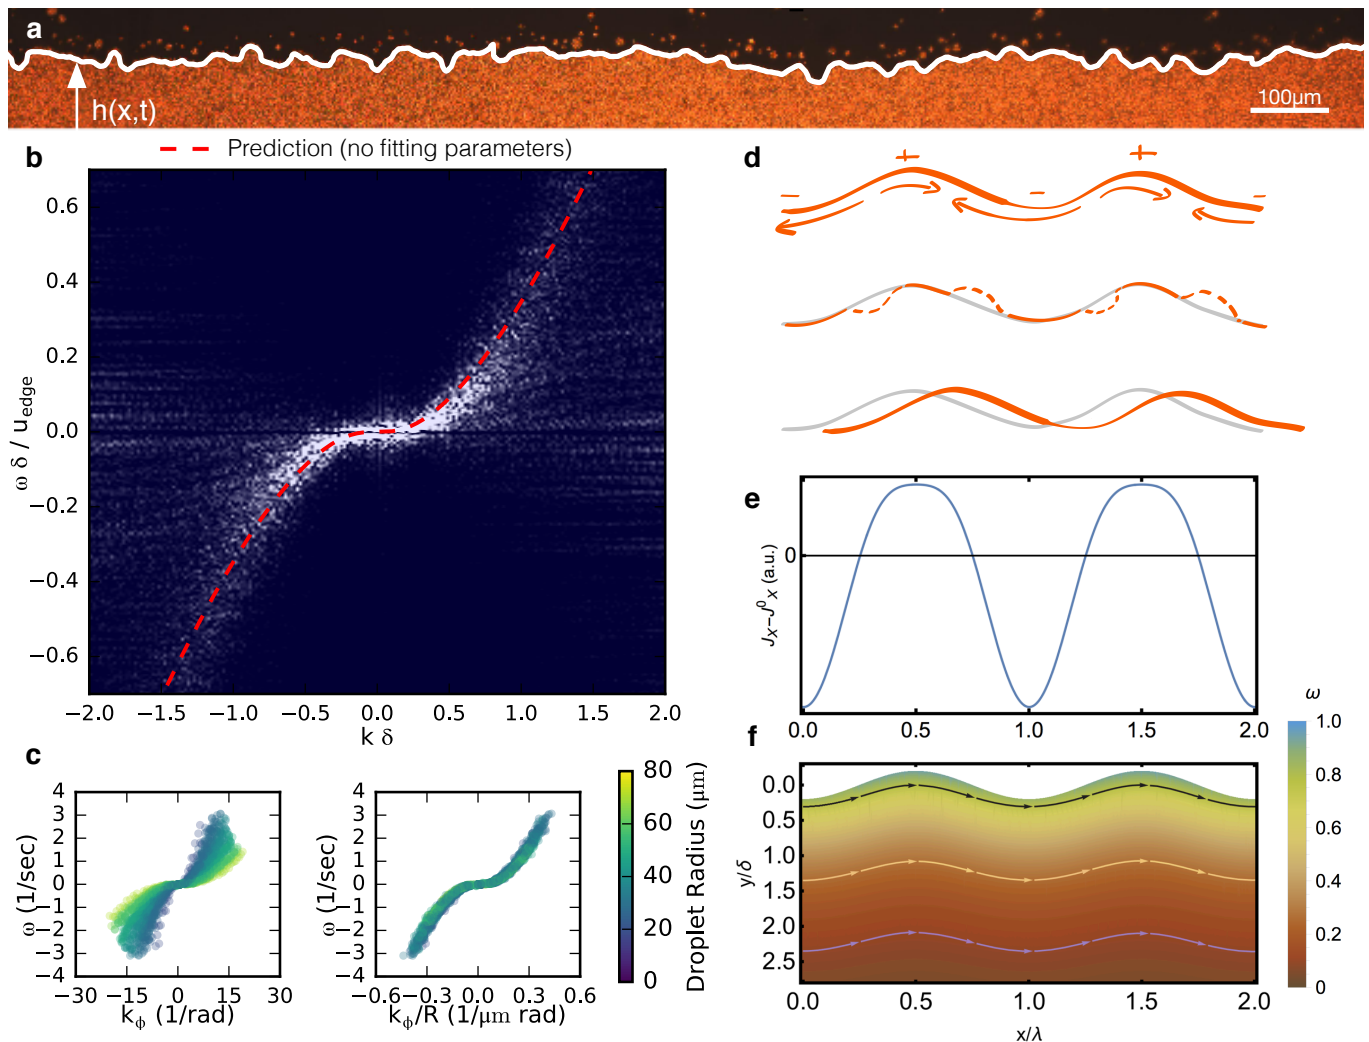 a
h(x,t)
100μm
b
Prediction (no fitting parameters)
0.6
0.4
0.2
0.0
−0.2
−0.4
−0.6
ω δ / u_edge
−2.0 −1.5 −1.0 −0.5 0.0 0.5 1.0 1.5 2.0
k δ
c
4
3
2
1
0
−1
−2
−3
−4
ω (1/sec)
−30 −15 0 15 30
k_ϕ (1/rad)
4
3
2
1
0
−1
−2
−3
−4
ω (1/sec)
−0.6 −0.3 0.0 0.3 0.6
k_ϕ/R (1/μm rad)
80
60
40
20
0
Droplet Radius (μm)
d
+ +
− − −
e
0
J_x−J⁰_x (a.u.)
0.0 0.5 1.0 1.5 2.0
f
0.0
0.5
1.0
1.5
2.0
2.5
y/δ
0.0 0.5 1.0 1.5 2.0
x/λ
ω
1.0
0.8
0.6
0.4
0.2
0